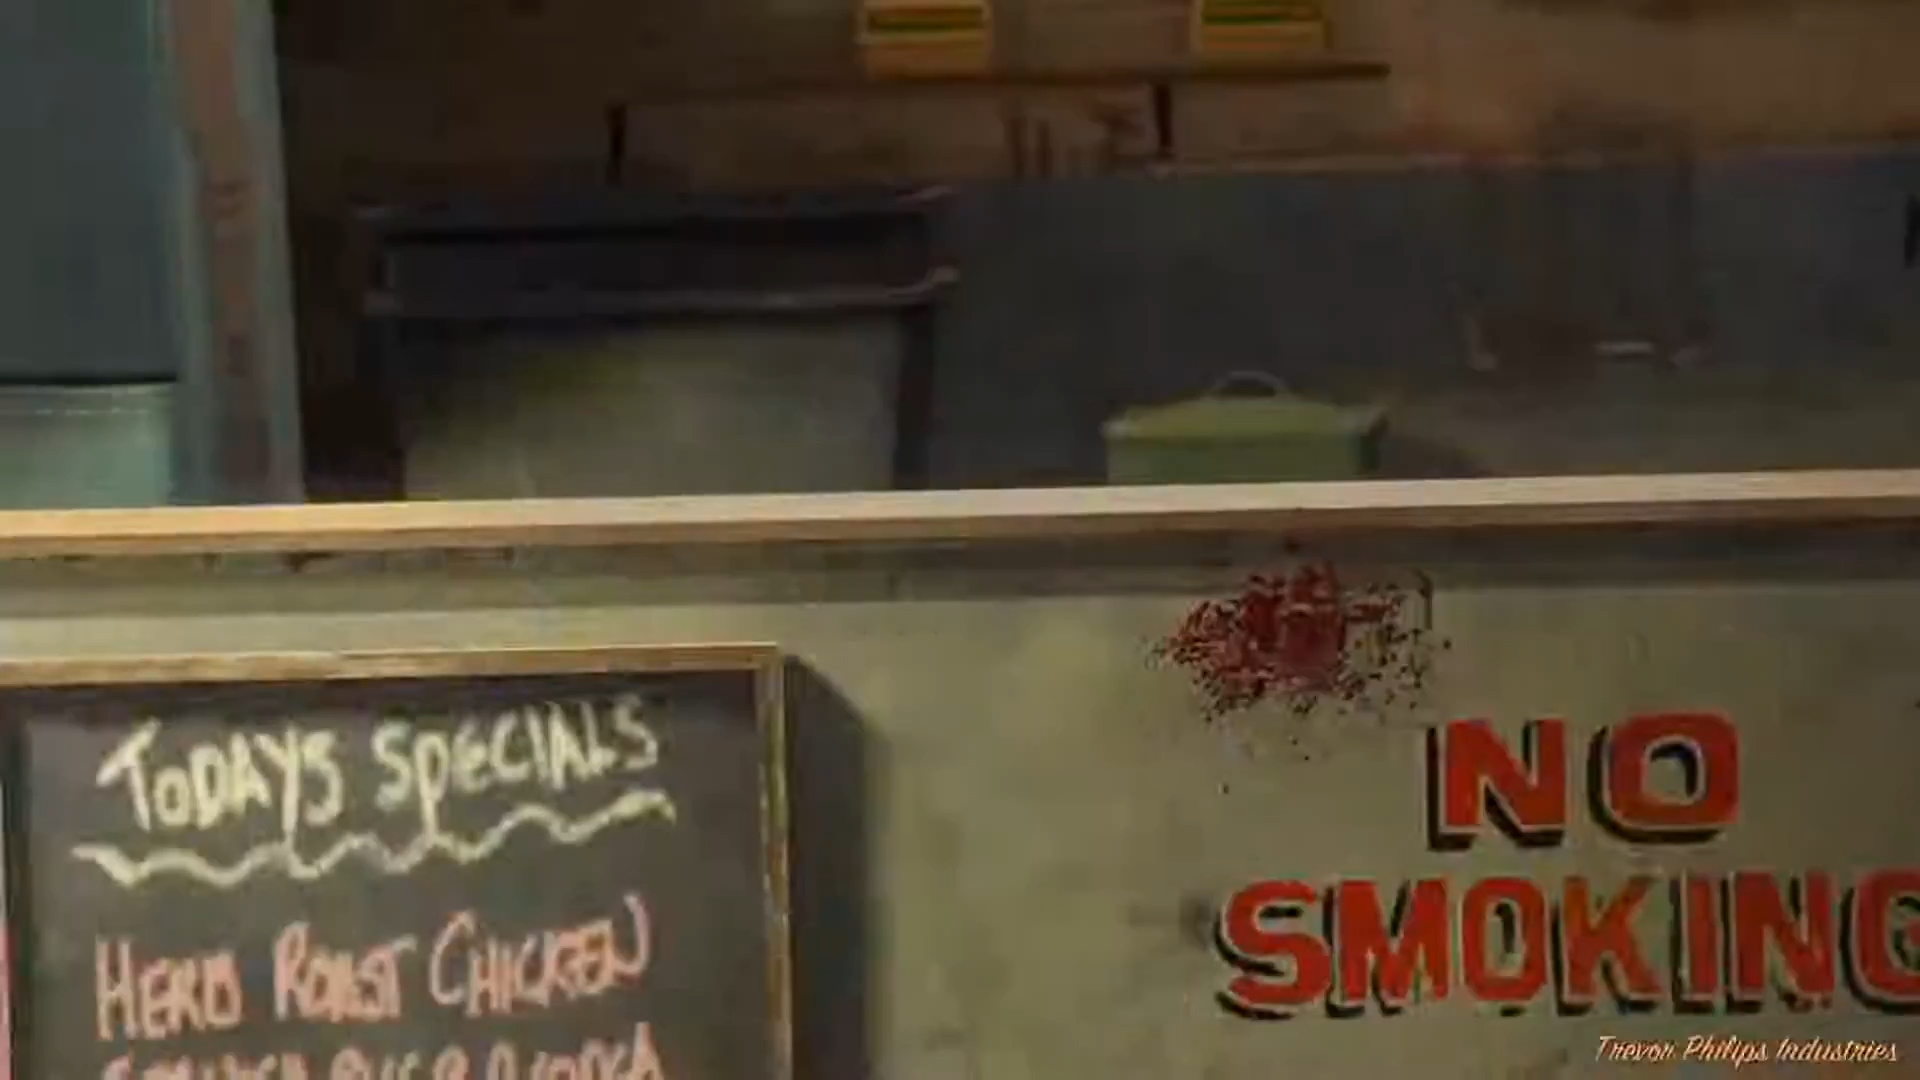 TODAYS SPECIALS
HERB ROAST CHICKEN
NO
SMOKING
Trevor Philips Industries